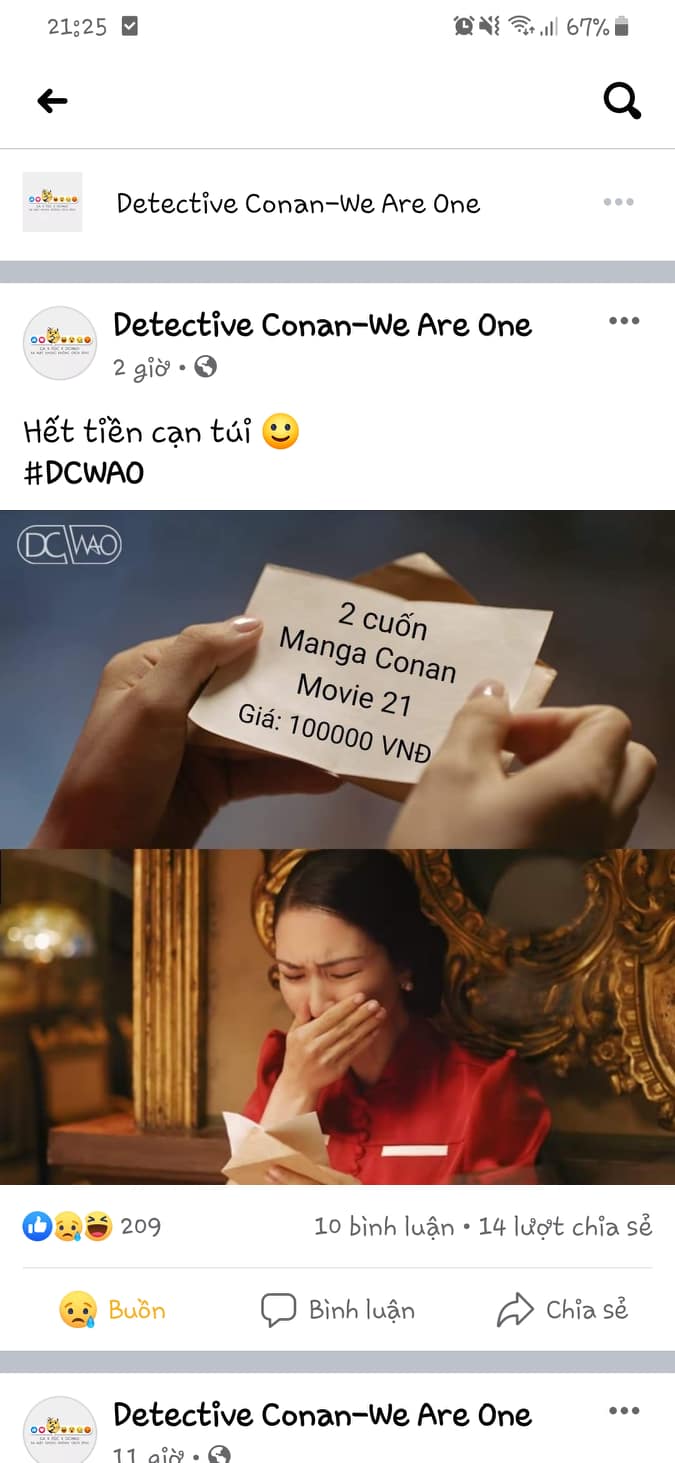 21:25
67%
Detective Conan-We Are One
Detective Conan-We Are One
2 giờ
Hết tiền cạn túi
#DCWAO
DCWAO
2 cuốn
Manga Conan
Movie 21
Giá: 100000 VNĐ
209
10 bình luận • 14 lượt chia sẻ
Buồn
Bình luận
Chia sẻ
Detective Conan-We Are One
11 giờ